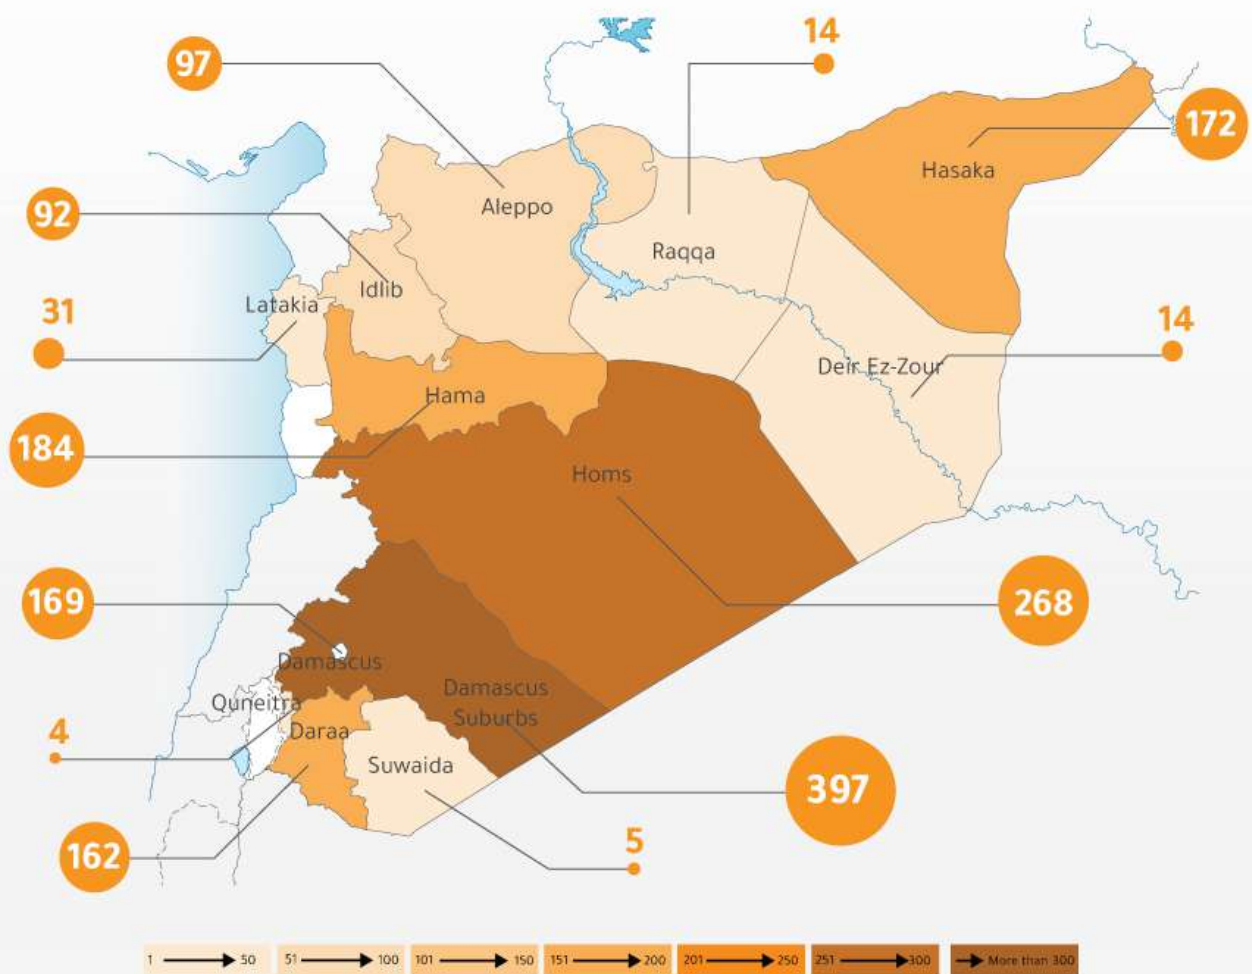 14
97
172
Hasaka
Aleppo
92
Raqqa
Idlib
Latakia
31
14
Deir Ez-Zour
Hama
184
Homs
169
268
Damascus
Damascus
Suburbs
Quneitra
4
Daraa
Suwaida
397
5
162
1 50 51 100 101 150 151 200 201 250 251 300 More than 300